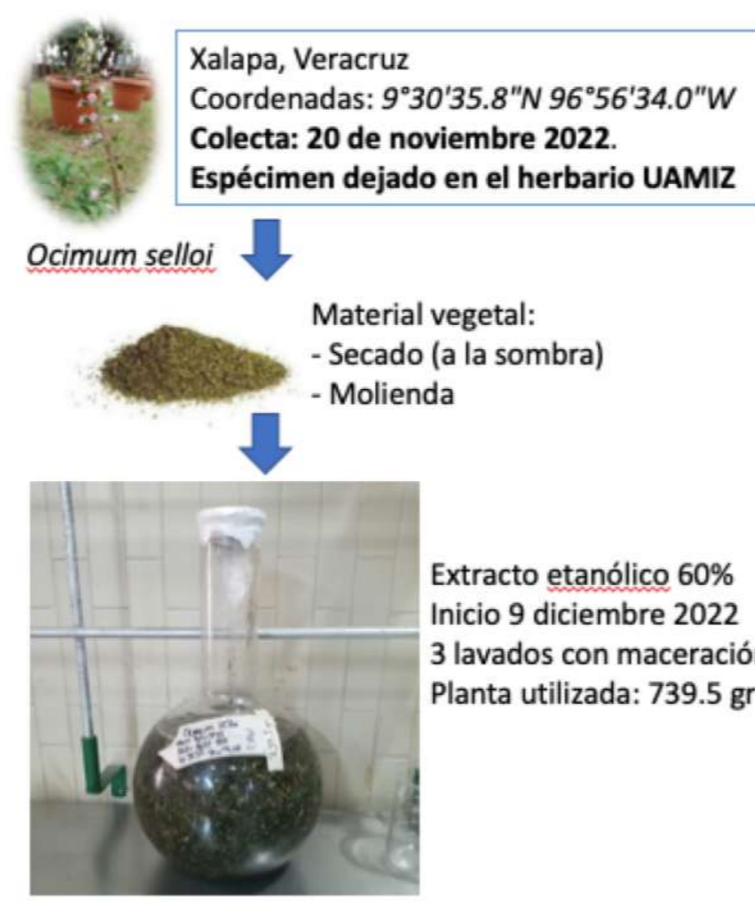 Xalapa, Veracruz
Coordenadas: 9°30'35.8"N 96°56'34.0"W
Colecta: 20 de noviembre 2022.
Espécimen dejado en el herbario UAMIZ
Ocimum selloi
Material vegetal:
- Secado (a la sombra)
- Molienda
Extracto etanólico 60%
Inicio 9 diciembre 2022
3 lavados con maceración
Planta utilizada: 739.5 gr